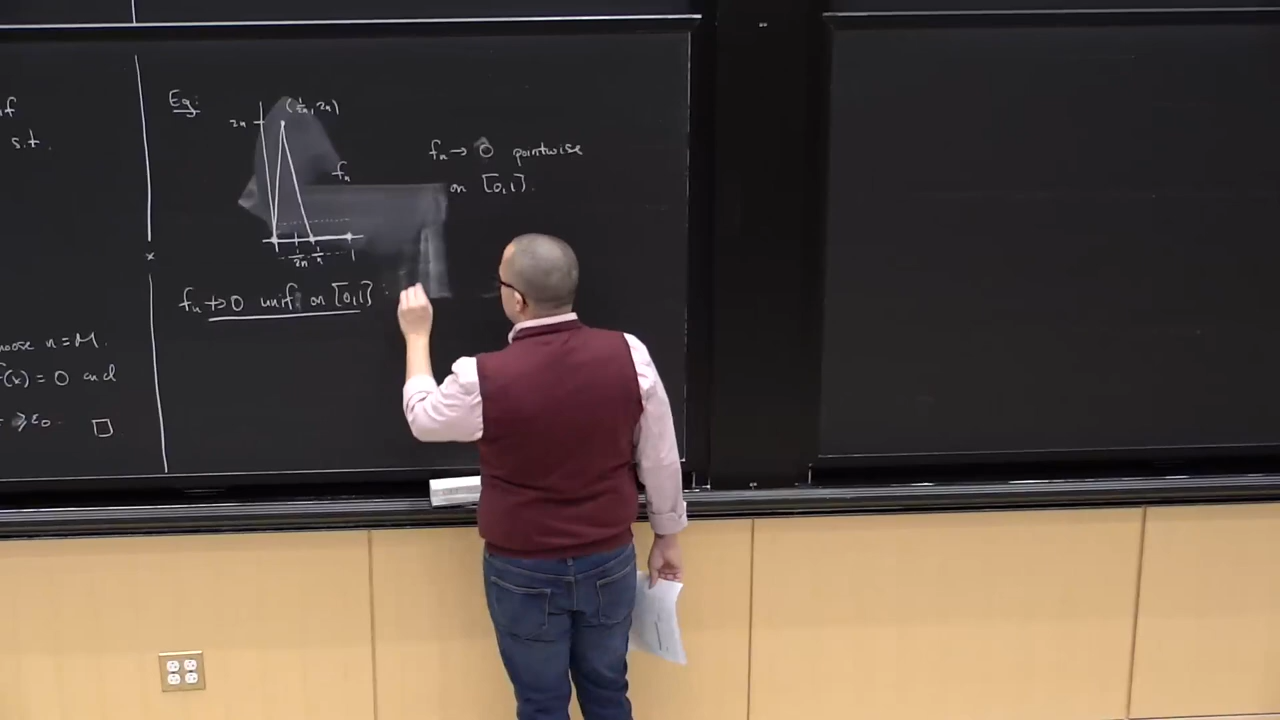 .f
s.t.
hoose n = M.
f(x) = 0 and
≥ ε₀. □
Eg:
(1/2n, 2n)
2n
fₙ
1/2n 1/n 1
fₙ → 0 pointwise
on [0,1].
fₙ ↛ 0 unif. on [0,1] :